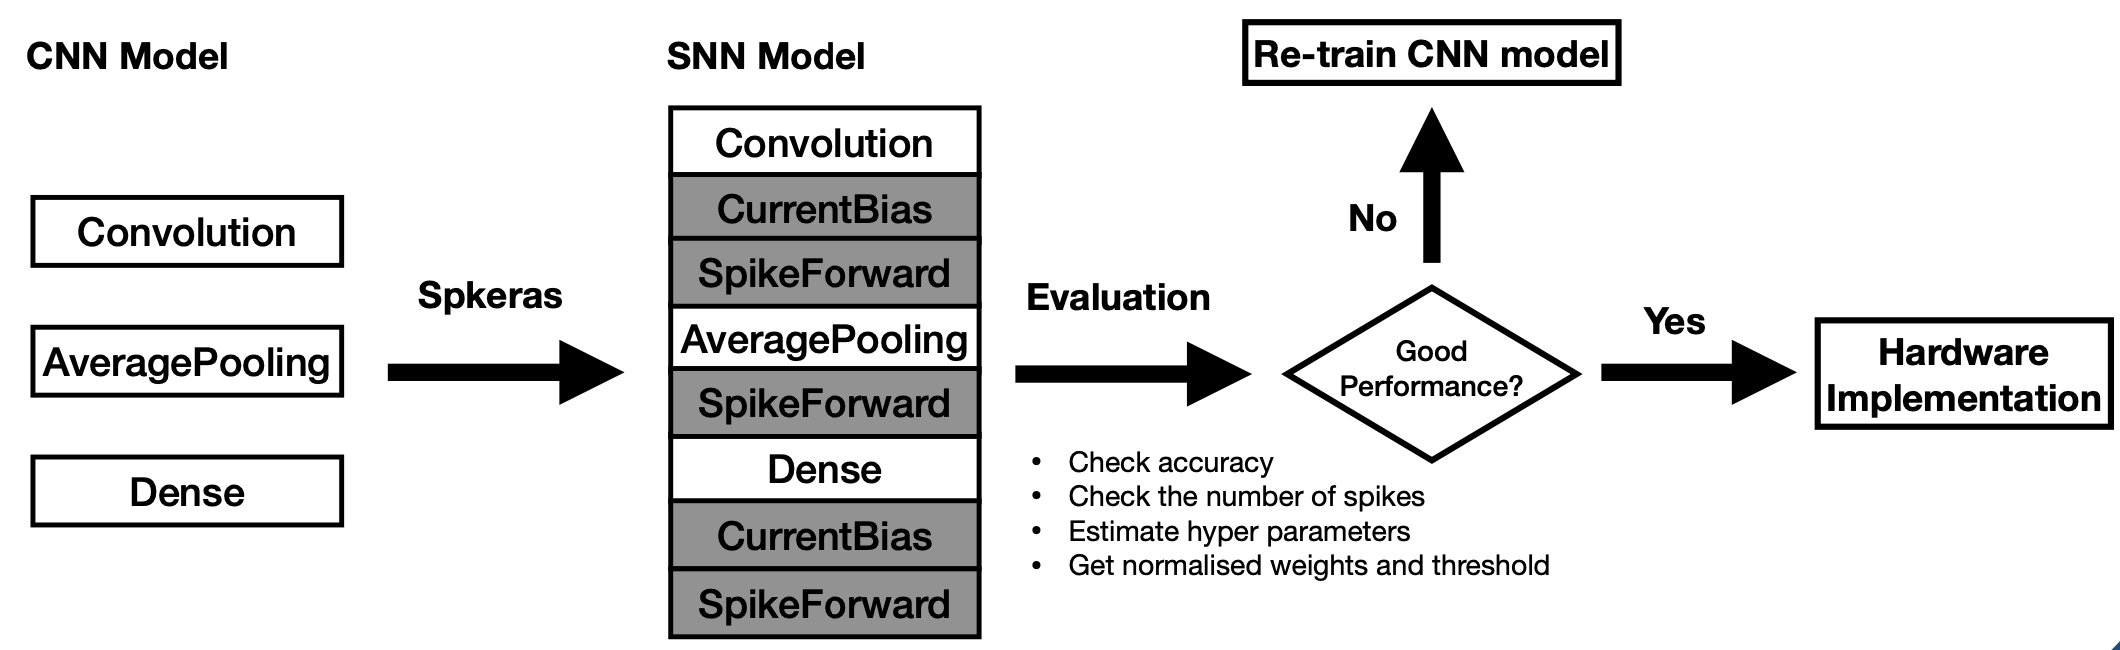 CNN Model
Convolution
AveragePooling
Dense
Spkeras
SNN Model
Convolution
CurrentBias
SpikeForward
AveragePooling
SpikeForward
Dense
CurrentBias
SpikeForward
Evaluation
• Check accuracy
• Check the number of spikes
• Estimate hyper parameters
• Get normalised weights and threshold
Good
Performance?
No
Re-train CNN model
Yes
Hardware
Implementation